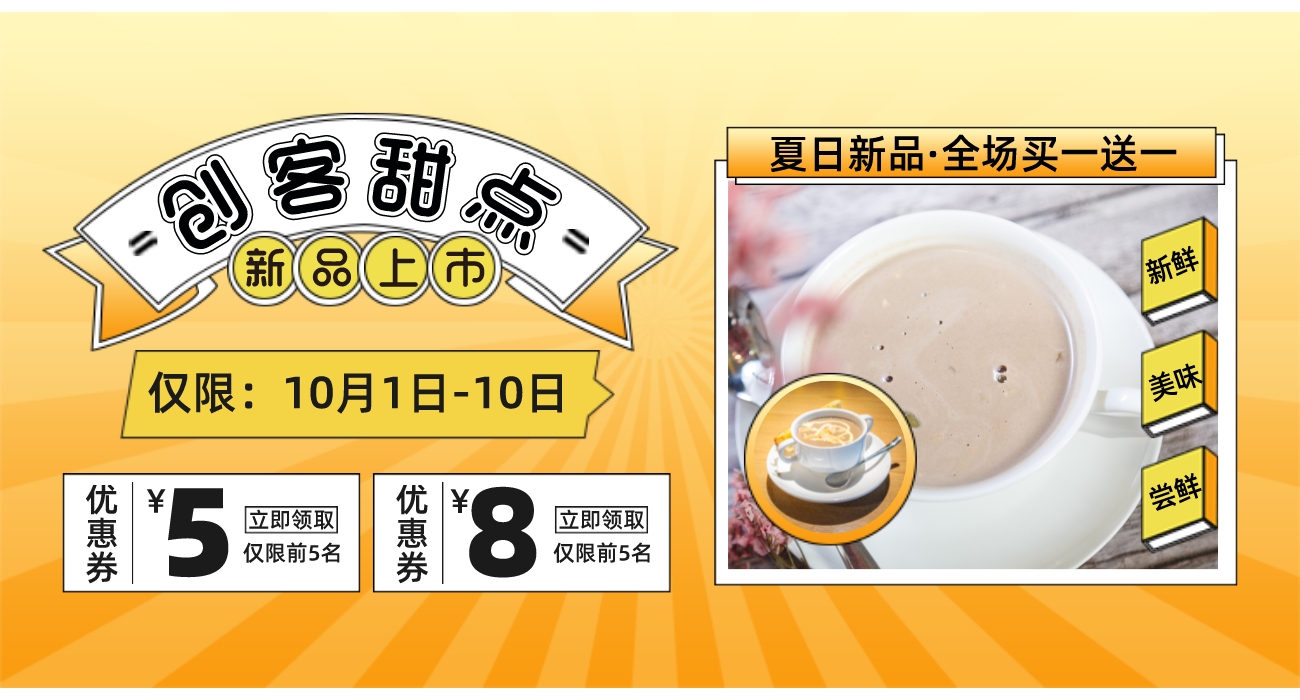 创客甜点
新品上市
仅限：10月1日-10日
优惠券
¥5
立即领取
仅限前5名
优惠券
¥8
立即领取
仅限前5名
夏日新品·全场买一送一
新鲜
美味
尝鲜